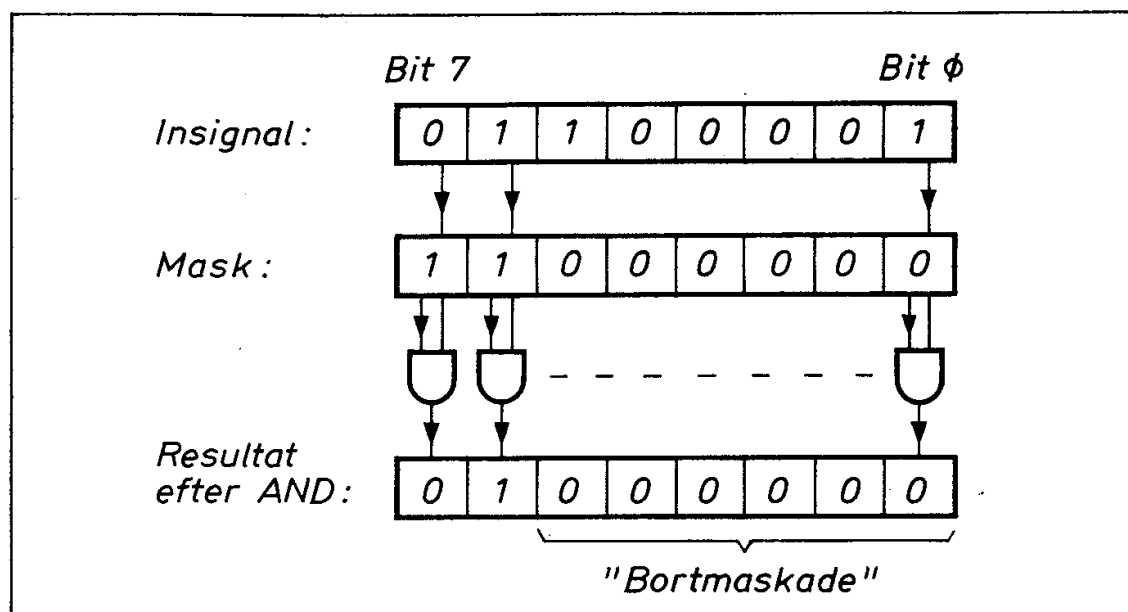 Bit 7 Bit ϕ
Insignal: 0 1 1 0 0 0 0 1
Mask: 1 1 0 0 0 0 0 0
Resultat
efter AND: 0 1 0 0 0 0 0 0
"Bortmaskade"